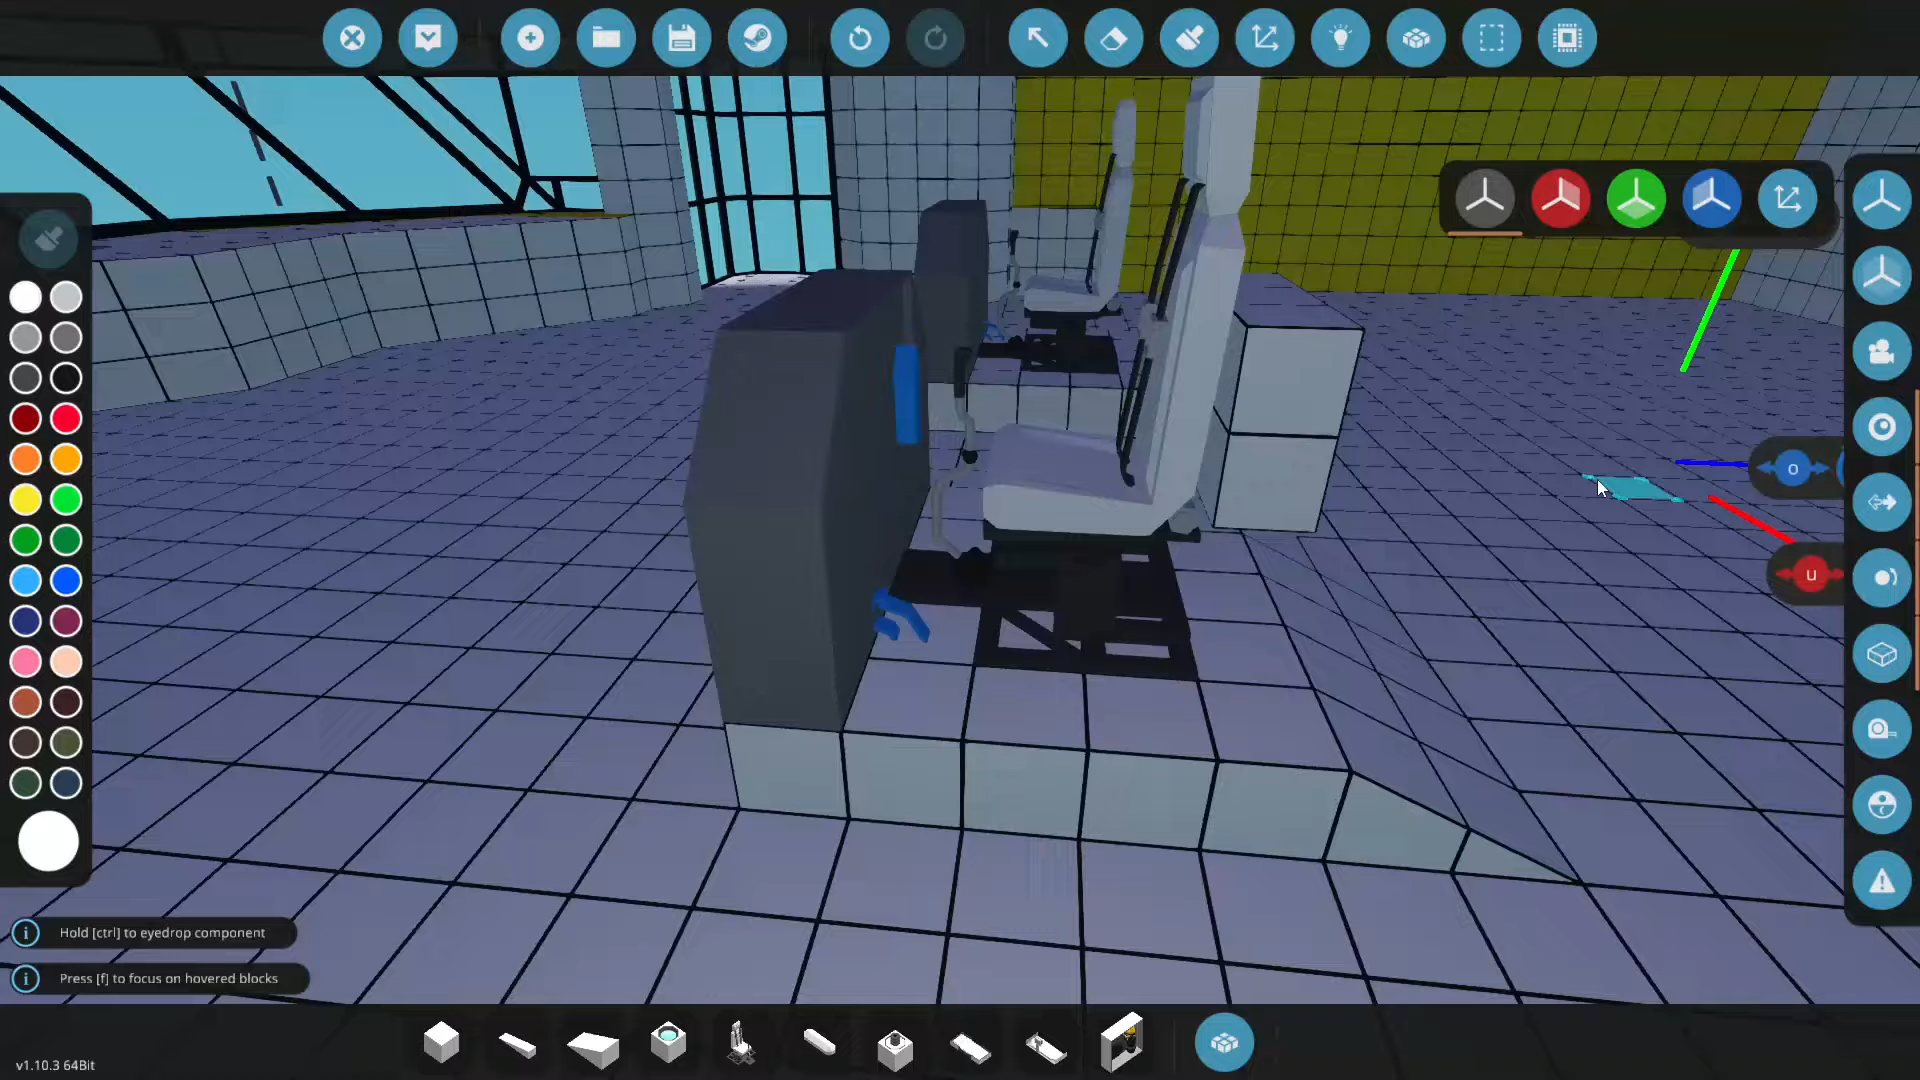 o
u
Hold [ctrl] to eyedrop component
Press [f] to focus on hovered blocks
v1.10.3 64Bit